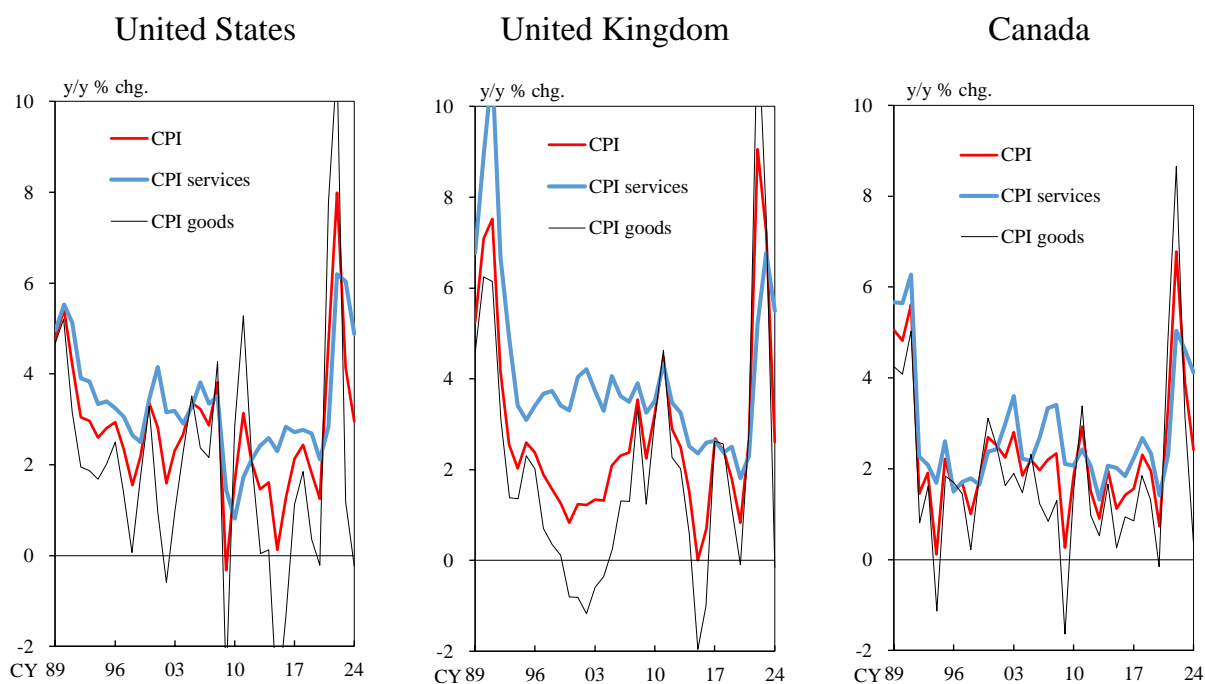 United States
y/y % chg.
10
8
6
4
2
0
-2
CPI
CPI services
CPI goods
CY 89 96 03 10 17 24
United Kingdom
y/y % chg.
10
8
6
4
2
0
-2
CPI
CPI services
CPI goods
CY 89 96 03 10 17 24
Canada
y/y % chg.
10
8
6
4
2
0
-2
CPI
CPI services
CPI goods
CY 89 96 03 10 17 24